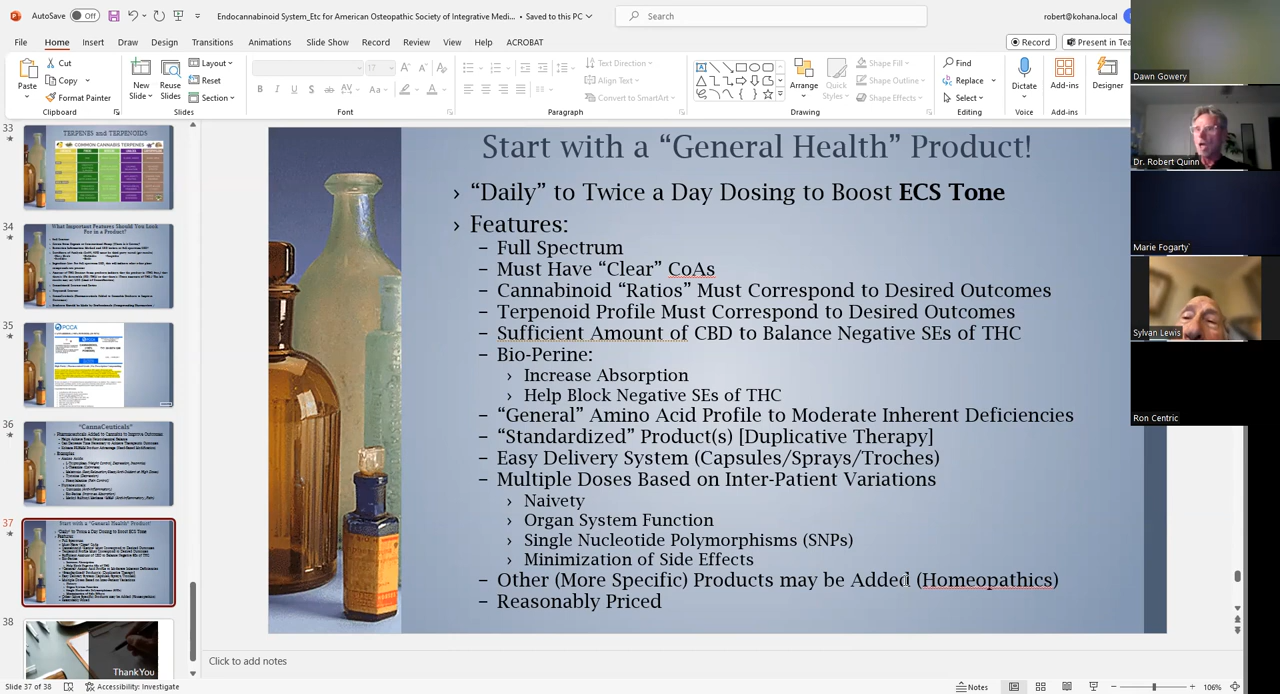 AutoSave Off
Endocannabinoid System_Etc for American Osteopathic Society of Integrative Medi... • Saved to this PC
Search
robert@kohana.local
File Home Insert Draw Design Transitions Animations Slide Show Record Review View Help ACROBAT
Record Present in Tea
Paste
Cut
Copy
Format Painter
Clipboard
New Slide
Reuse Slides
Layout
Reset
Section
Slides
17
Font
Text Direction
Align Text
Convert to SmartArt
Paragraph
Arrange
Quick Styles
Shape Fill
Shape Outline
Shape Effects
Drawing
Find
Replace
Select
Editing
Dictate
Voice
Add-ins
Add-ins
Designer
33
TERPENES and TERPENOIDS
COMMON CANNABIS TERPENES
34
What Important Features Should You Look
For in a Product?
35
PCCA
36
"CannaCeuticals"
37
Start with a "General Health" Product!
38
ThankYou
Start with a “General Health” Product!
› “Daily” to Twice a Day Dosing to Boost ECS Tone
› Features:
– Full Spectrum
– Must Have “Clear” CoAs
– Cannabinoid “Ratios” Must Correspond to Desired Outcomes
– Terpenoid Profile Must Correspond to Desired Outcomes
– Sufficient Amount of CBD to Balance Negative SEs of THC
– Bio-Perine:
› Increase Absorption
› Help Block Negative SEs of THC
– “General” Amino Acid Profile to Moderate Inherent Deficiencies
– “Standardized” Product(s) [Duplicative Therapy]
– Easy Delivery System (Capsules/Sprays/Troches)
– Multiple Doses Based on Inter-Patient Variations
› Naivety
› Organ System Function
› Single Nucleotide Polymorphisms (SNPs)
› Minimization of Side Effects
– Other (More Specific) Products may be Added (Homeopathics)
– Reasonably Priced
Dawn Gowery
Dr. Robert Quinn
Marie Fogarty`
Sylvan Lewis
Ron Centric
Click to add notes
Slide 37 of 38
Accessibility: Investigate
Notes
106%